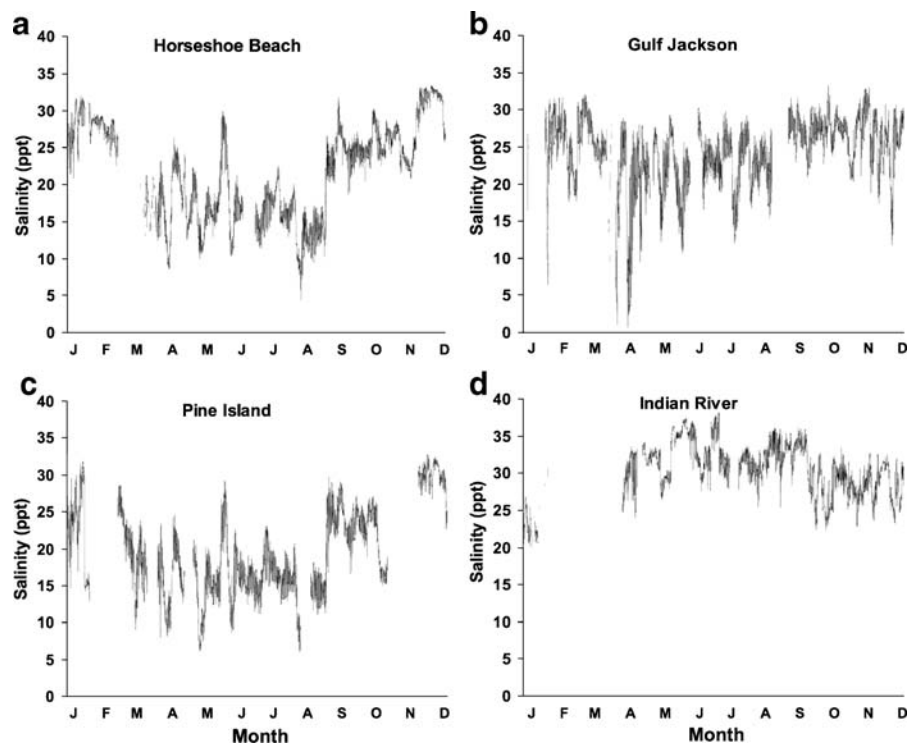 a
Horseshoe Beach
Salinity (ppt)
40
35
30
25
20
15
10
5
0
J F M A M J J A S O N D
b
Gulf Jackson
Salinity (ppt)
40
35
30
25
20
15
10
5
0
J F M A M J J A S O N D
c
Pine Island
Salinity (ppt)
40
35
30
25
20
15
10
5
0
J F M A M J J A S O N D
Month
d
Indian River
Salinity (ppt)
40
35
30
25
20
15
10
5
0
J F M A M J J A S O N D
Month